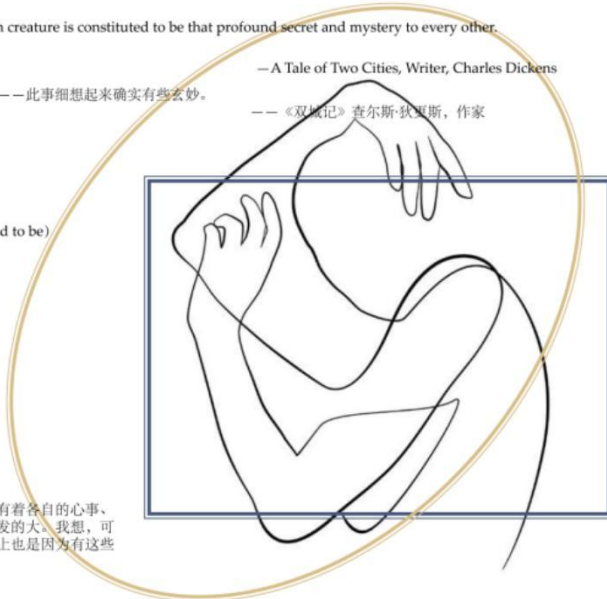 creature is constituted to be that profound secret and mystery to every other.
—A Tale of Two Cities, Writer, Charles Dickens
——此事细想起来确实有些玄妙。
——《双城记》查尔斯·狄更斯，作家
d to be)
有着各自的心事、
发的大。我想，可
上也是因为有这些